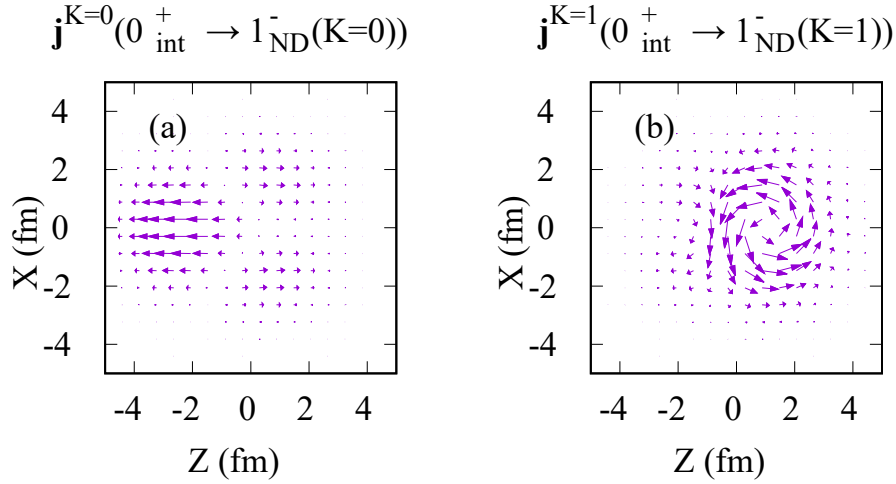 j^{K=0}(0^{+}_{int} → 1^{-}_{ND}(K=0))
j^{K=1}(0^{+}_{int} → 1^{-}_{ND}(K=1))
(a)
4
2
0
-2
-4
X (fm)
-4 -2 0 2 4
Z (fm)
(b)
4
2
0
-2
-4
X (fm)
-4 -2 0 2 4
Z (fm)